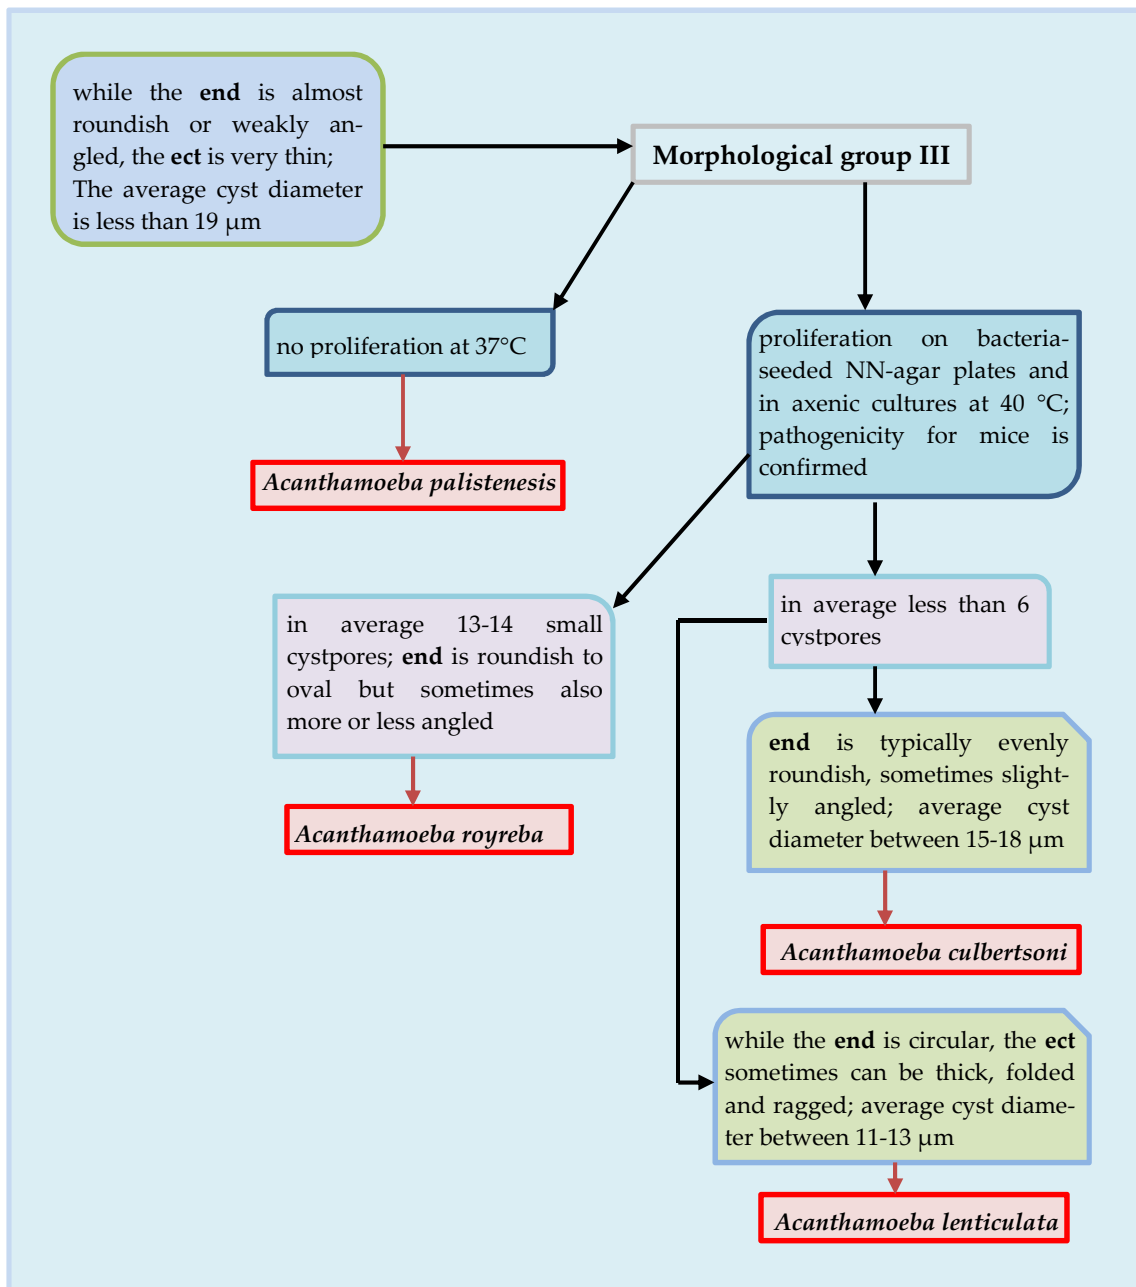 while the end is almost
roundish or weakly an-
gled, the ect is very thin;
The average cyst diameter
is less than 19 µm
Morphological group III
no proliferation at 37°C
Acanthamoeba palistenesis
proliferation on bacteria-
seeded NN-agar plates and
in axenic cultures at 40 °C;
pathogenicity for mice is
confirmed
in average 13-14 small
cystpores; end is roundish to
oval but sometimes also
more or less angled
Acanthamoeba royreba
in average less than 6
cystpores
end is typically evenly
roundish, sometimes slight-
ly angled; average cyst
diameter between 15-18 µm
Acanthamoeba culbertsoni
while the end is circular, the ect
sometimes can be thick, folded
and ragged; average cyst diame-
ter between 11-13 µm
Acanthamoeba lenticulata